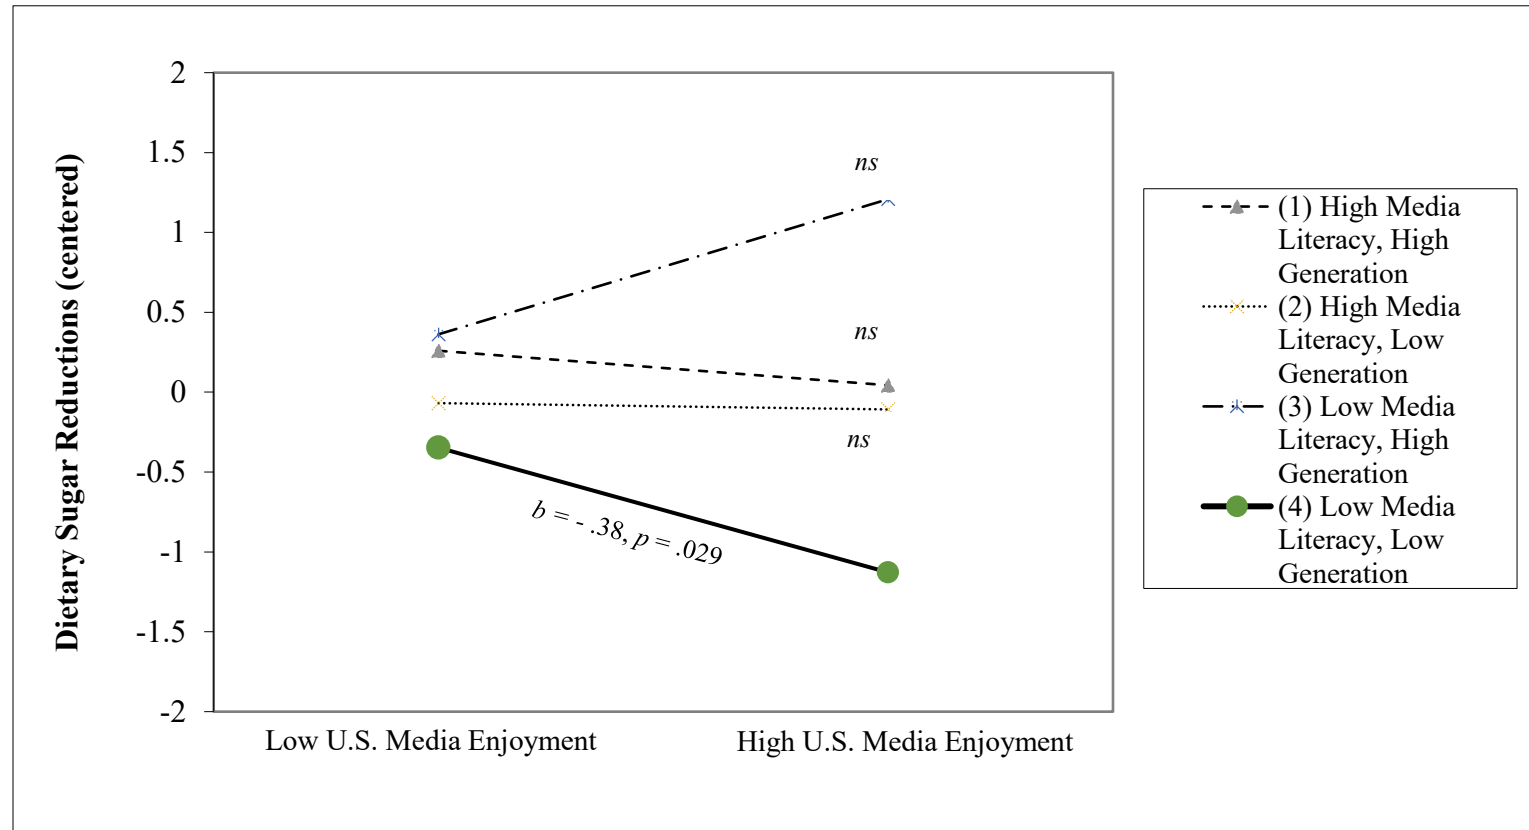 Dietary Sugar Reductions (centered)
2
1.5
1
0.5
0
-0.5
-1
-1.5
-2
ns
ns
ns
b = - .38, p = .029
Low U.S. Media Enjoyment
High U.S. Media Enjoyment
(1) High Media
Literacy, High
Generation
(2) High Media
Literacy, Low
Generation
(3) Low Media
Literacy, High
Generation
(4) Low Media
Literacy, Low
Generation